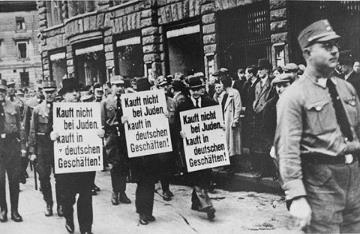 Kauft nicht
bei Juden,
kauft in
deutschen
Geschäften!
Kauft nicht
bei Juden,
kauft in
deutschen
Geschäften!
Kauft nicht
bei Juden,
kauft in
deutschen
Geschäften!